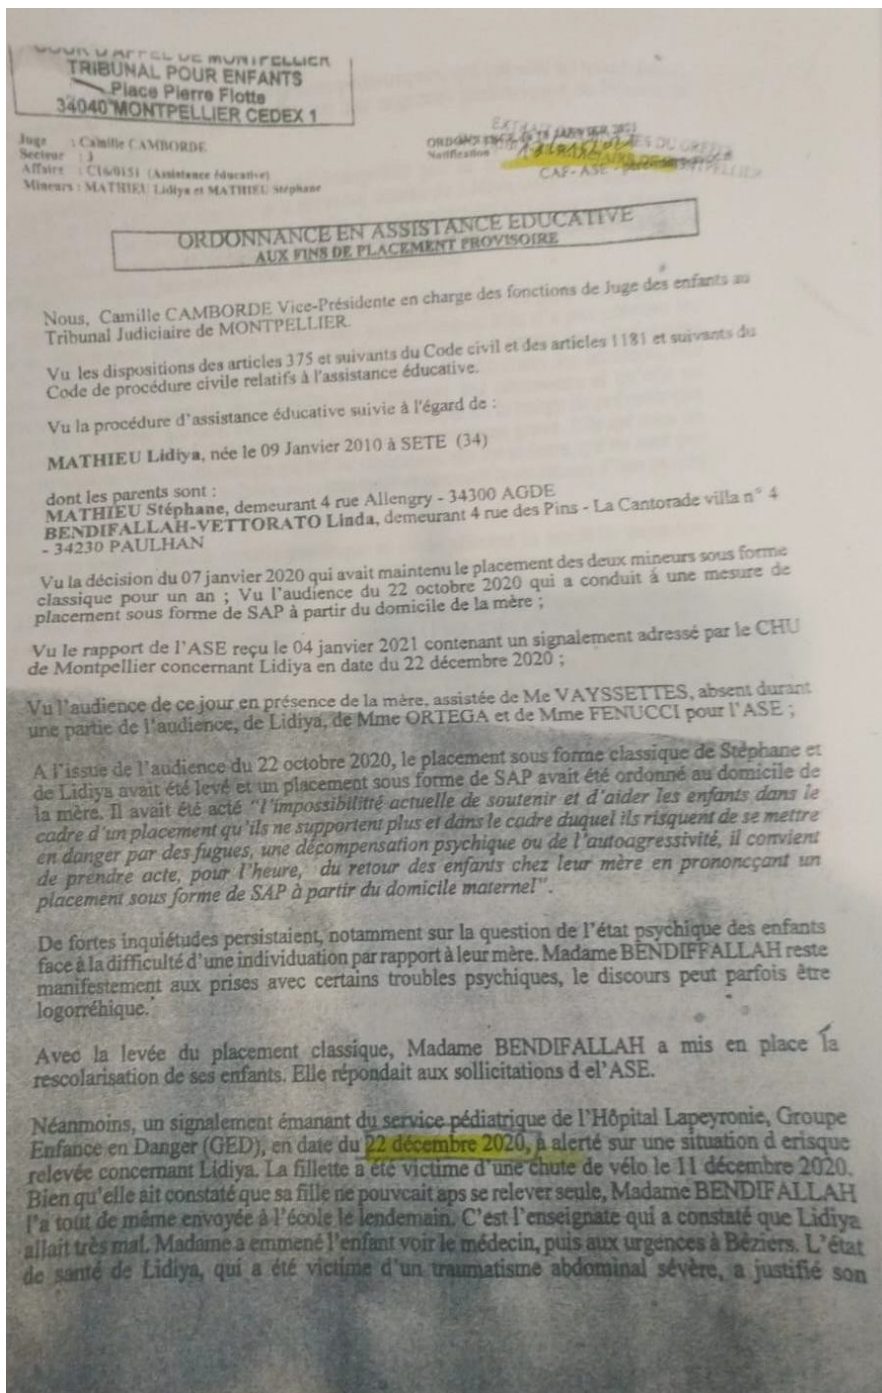 COUR D'APPEL DE MONTPELLIER
TRIBUNAL POUR ENFANTS
Place Pierre Flotte
34040 MONTPELLIER CEDEX 1
Juge : Camille CAMBORDE
Secteur : 3
Affaire : C16/0151 (Assistance éducative)
Mineurs : MATHIEU Lidiya et MATHIEU Stéphane
Notification
CAF- ASE -
ORDONNANCE EN ASSISTANCE EDUCATIVE
AUX FINS DE PLACEMENT PROVISOIRE
Nous, Camille CAMBORDE Vice-Présidente en charge des fonctions de Juge des enfants au
Tribunal Judiciaire de MONTPELLIER.
Vu les dispositions des articles 375 et suivants du Code civil et des articles 1181 et suivants du
Code de procédure civile relatifs à l'assistance éducative.
Vu la procédure d'assistance éducative suivie à l'égard de :
MATHIEU Lidiya, née le 09 Janvier 2010 à SETE (34)
dont les parents sont :
MATHIEU Stéphane, demeurant 4 rue Allengry - 34300 AGDE
BENDIFALLAH-VETTORATO Linda, demeurant 4 rue des Pins - La Cantorade villa n° 4
- 34230 PAULHAN
Vu la décision du 07 janvier 2020 qui avait maintenu le placement des deux mineurs sous forme
classique pour un an ; Vu l'audience du 22 octobre 2020 qui a conduit à une mesure de
placement sous forme de SAP à partir du domicile de la mère ;
Vu le rapport de l'ASE reçu le 04 janvier 2021 contenant un signalement adressé par le CHU
de Montpellier concernant Lidiya en date du 22 décembre 2020 ;
Vu l'audience de ce jour en présence de la mère, assistée de Me VAYSSETTES, absent durant
une partie de l'audience, de Lidiya, de Mme ORTEGA et de Mme FENUCCI pour l'ASE ;
A l'issue de l'audience du 22 octobre 2020, le placement sous forme classique de Stéphane et
de Lidiya avait été levé et un placement sous forme de SAP avait été ordonné au domicile de
la mère. Il avait été acté "l'impossibilité actuelle de soutenir et d'aider les enfants dans le
cadre d'un placement qu'ils ne supportent plus et dans le cadre duquel ils risquent de se mettre
en danger par des fugues, une décompensation psychique ou de l'autoagressivité, il convient
de prendre acte, pour l'heure, du retour des enfants chez leur mère en prononcçant un
placement sous forme de SAP à partir du domicile maternel".
De fortes inquiétudes persistaient, notamment sur la question de l'état psychique des enfants
face à la difficulté d'une individuation par rapport à leur mère. Madame BENDIFFALLAH reste
manifestement aux prises avec certains troubles psychiques, le discours peut parfois être
logorréhique.
Avec la levée du placement classique, Madame BENDIFALLAH a mis en place la
rescolarisation de ses enfants. Elle répondait aux sollicitations d el'ASE.
Néanmoins, un signalement émanant du service pédiatrique de l'Hôpital Lapeyronie, Groupe
Enfance en Danger (GED), en date du 22 décembre 2020, à alerté sur une situation d erisque
relevée concernant Lidiya. La fillette a été victime d'une chute de vélo le 11 décembre 2020.
Bien qu'elle ait constaté que sa fille ne pouvcait aps se relever seule, Madame BENDIFALLAH
l'a tout de même envoyée à l'école le lendemain. C'est l'enseignate qui a constaté que Lidiya
allait très mal. Madame a emmené l'enfant voir le médecin, puis aux urgences à Béziers. L'état
de santé de Lidiya, qui a été victime d'un traumatisme abdominal sévère, a justifié son